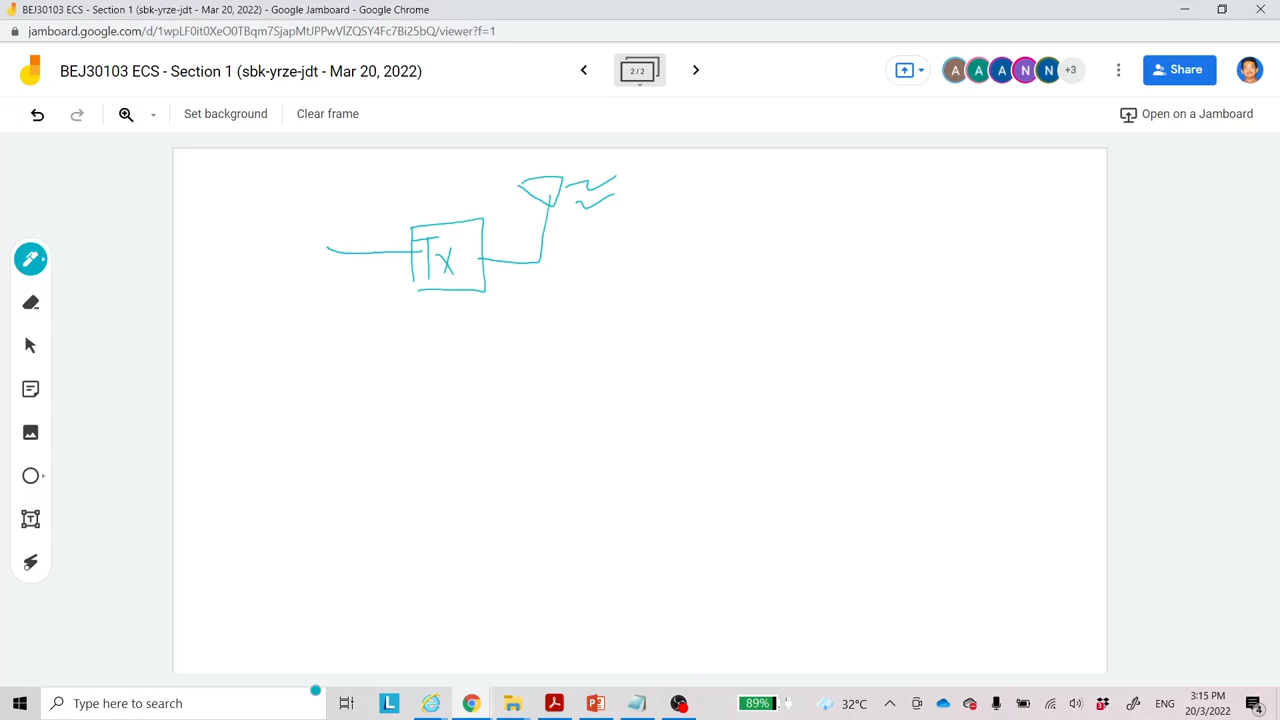 BEJ30103 ECS - Section 1 (sbk-yrze-jdt - Mar 20, 2022) - Google Jamboard - Google Chrome
jamboard.google.com/d/1wpLF0it0XeO0TBqm7SjapMtJPPwVlZQSY4Fc7Bi25bQ/viewer?f=1
BEJ30103 ECS - Section 1 (sbk-yrze-jdt - Mar 20, 2022)
2/2
A A A N N +3
Share
Set background
Clear frame
Open on a Jamboard
Tx
Type here to search
L
89%
32°C
ENG
3:15 PM
20/3/2022
4